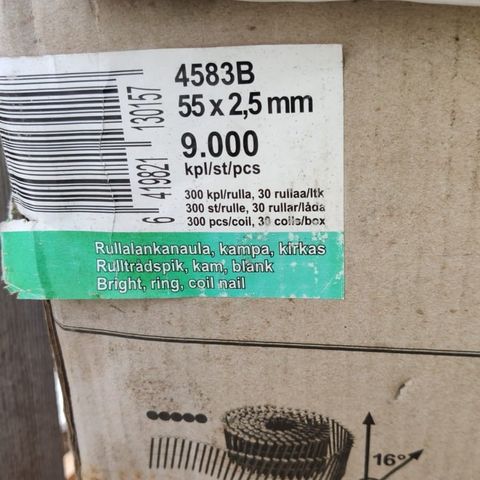 4583B
55 x 2,5 mm
9.000
kpl/st/pcs
300 kpl/rulla, 30 rullaa/ltk
300 st/rulle, 30 rullar/låda
300 pcs/coil, 30 coils/box
6 419821 130157
Rullalankanaula, kampa, kirkas
Rulltrådspik, kam, blank
Bright, ring, coil nail
16°